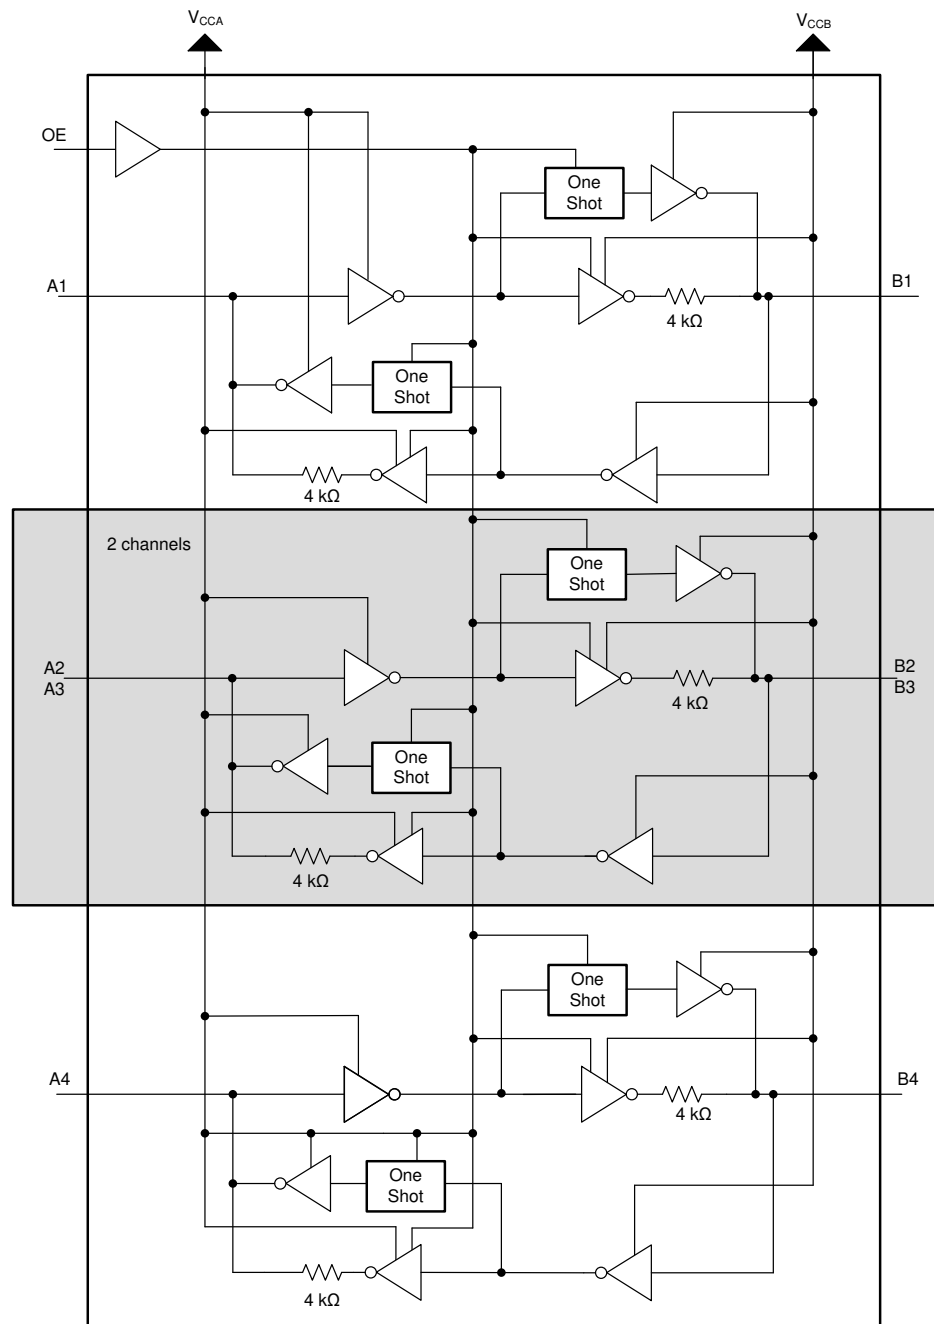 VCCA
VCCB
OE
One
Shot
A1
B1
4 kΩ
One
Shot
4 kΩ
2 channels
One
Shot
A2
A3
B2
B3
4 kΩ
One
Shot
4 kΩ
One
Shot
A4
B4
4 kΩ
One
Shot
4 kΩ